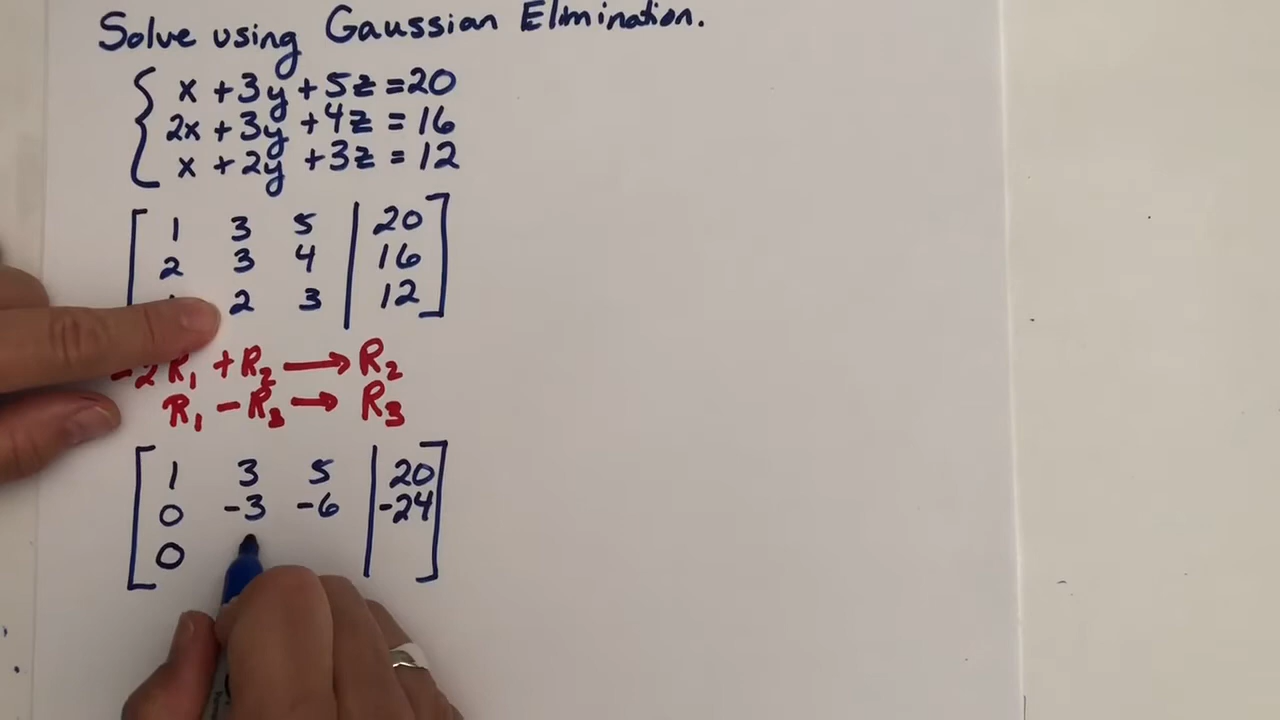 Solve using Gaussian Elimination.
x + 3y + 5z = 20
2x + 3y + 4z = 16
x + 2y + 3z = 12
1 3 5 | 20
2 3 4 | 16
2 3 | 12
-2R₁ + R₂ → R₂
R₁ - R₃ → R₃
1 3 5 | 20
0 -3 -6 | -24
0